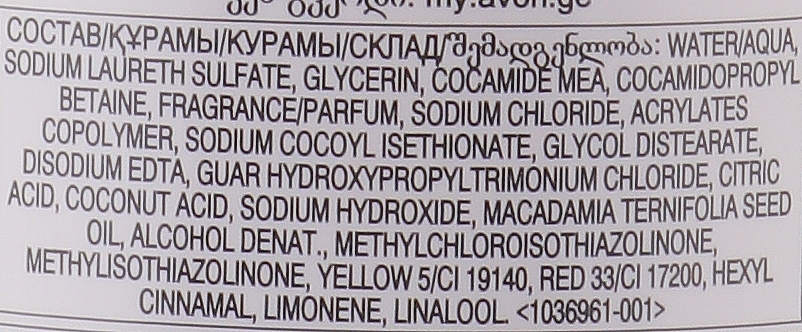 my.avon.ge
СОСТАВ/ҚҰРАМЫ/КУРАМЫ/СКЛАД/შემადგენლობა: WATER/AQUA,
SODIUM LAURETH SULFATE, GLYCERIN, COCAMIDE MEA, COCAMIDOPROPYL
BETAINE, FRAGRANCE/PARFUM, SODIUM CHLORIDE, ACRYLATES
COPOLYMER, SODIUM COCOYL ISETHIONATE, GLYCOL DISTEARATE,
DISODIUM EDTA, GUAR HYDROXYPROPYLTRIMONIUM CHLORIDE, CITRIC
ACID, COCONUT ACID, SODIUM HYDROXIDE, MACADAMIA TERNIFOLIA SEED
OIL, ALCOHOL DENAT., METHYLCHLOROISOTHIAZOLINONE,
METHYLISOTHIAZOLINONE, YELLOW 5/CI 19140, RED 33/CI 17200, HEXYL
CINNAMAL, LIMONENE, LINALOOL. <1036961-001>